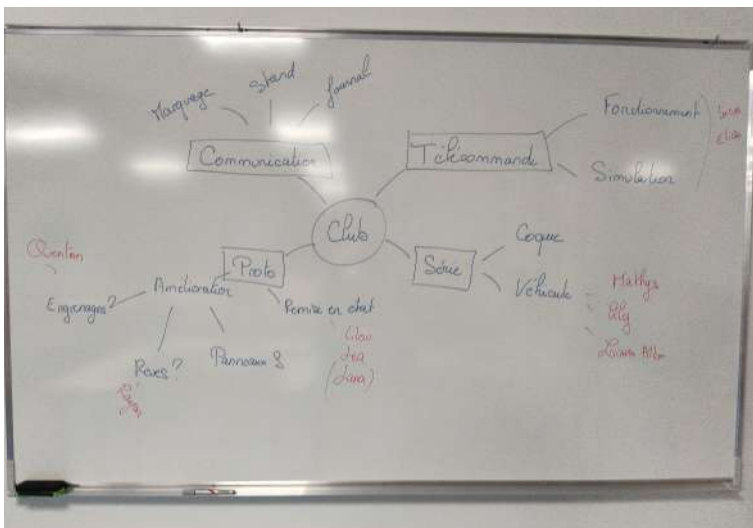 Marquage
Stand
Journal
Communication
Télécommande
Fonctionnement
Simulation
Club
Proto
Série
Coque
Véhicule
Mathys
Quentin
Amélioration
Engrenages?
Roues?
Panneaux
Remise en état
Lilou
Léa
(Lana)